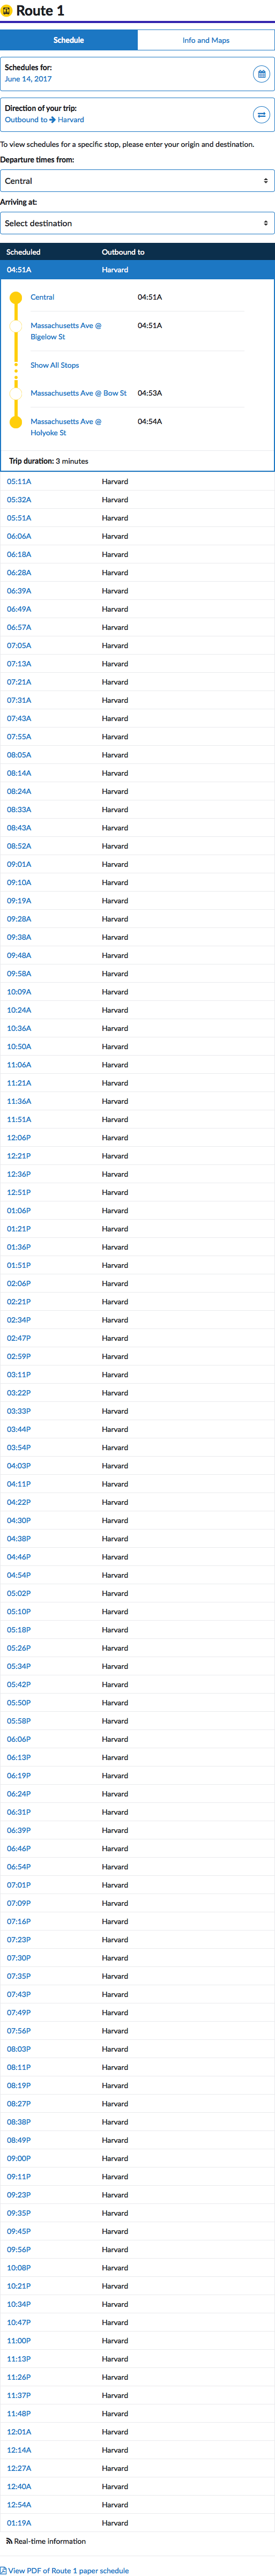 Route 1
Schedule
Info and Maps
Schedules for:
June 14, 2017
Direction of your trip:
Outbound to Harvard
To view schedules for a specific stop, please enter your origin and destination.
Departure times from:
Central
Arriving at:
Select destination
Scheduled Outbound to
04:51A Harvard
Central 04:51A
Massachusetts Ave @ 04:51A
Bigelow St
Show All Stops
Massachusetts Ave @ Bow St 04:53A
Massachusetts Ave @ 04:54A
Holyoke St
Trip duration: 3 minutes
05:11A Harvard
05:32A Harvard
05:51A Harvard
06:06A Harvard
06:18A Harvard
06:28A Harvard
06:39A Harvard
06:49A Harvard
06:57A Harvard
07:05A Harvard
07:13A Harvard
07:21A Harvard
07:31A Harvard
07:43A Harvard
07:55A Harvard
08:05A Harvard
08:14A Harvard
08:24A Harvard
08:33A Harvard
08:43A Harvard
08:52A Harvard
09:01A Harvard
09:10A Harvard
09:19A Harvard
09:28A Harvard
09:38A Harvard
09:48A Harvard
09:58A Harvard
10:09A Harvard
10:24A Harvard
10:36A Harvard
10:50A Harvard
11:06A Harvard
11:21A Harvard
11:36A Harvard
11:51A Harvard
12:06P Harvard
12:21P Harvard
12:36P Harvard
12:51P Harvard
01:06P Harvard
01:21P Harvard
01:36P Harvard
01:51P Harvard
02:06P Harvard
02:21P Harvard
02:34P Harvard
02:47P Harvard
02:59P Harvard
03:11P Harvard
03:22P Harvard
03:33P Harvard
03:44P Harvard
03:54P Harvard
04:03P Harvard
04:11P Harvard
04:22P Harvard
04:30P Harvard
04:38P Harvard
04:46P Harvard
04:54P Harvard
05:02P Harvard
05:10P Harvard
05:18P Harvard
05:26P Harvard
05:34P Harvard
05:42P Harvard
05:50P Harvard
05:58P Harvard
06:06P Harvard
06:13P Harvard
06:19P Harvard
06:24P Harvard
06:31P Harvard
06:39P Harvard
06:46P Harvard
06:54P Harvard
07:01P Harvard
07:09P Harvard
07:16P Harvard
07:23P Harvard
07:30P Harvard
07:35P Harvard
07:43P Harvard
07:49P Harvard
07:56P Harvard
08:03P Harvard
08:11P Harvard
08:19P Harvard
08:27P Harvard
08:38P Harvard
08:49P Harvard
09:00P Harvard
09:11P Harvard
09:23P Harvard
09:35P Harvard
09:45P Harvard
09:56P Harvard
10:08P Harvard
10:21P Harvard
10:34P Harvard
10:47P Harvard
11:00P Harvard
11:13P Harvard
11:26P Harvard
11:37P Harvard
11:48P Harvard
12:01A Harvard
12:14A Harvard
12:27A Harvard
12:40A Harvard
12:54A Harvard
01:19A Harvard
Real-time information
View PDF of Route 1 paper schedule